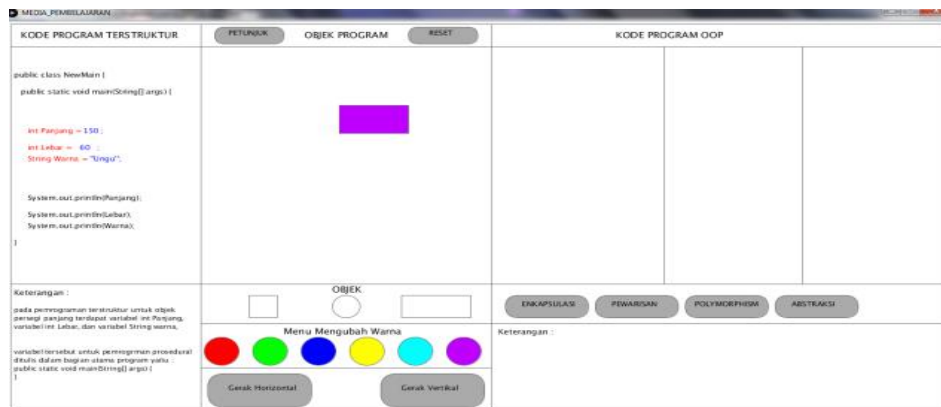 MEDIA_PEMBELAJARAN
KODE PROGRAM TERSTRUKTUR
PETUNJUK
OBJEK PROGRAM
RESET
KODE PROGRAM OOP
public class NewMain {
public static void main(String[] args) {
int Panjang = 150 ;
int Lebar = 60 ;
String Warna = "Ungu";
System.out.println(Panjang);
System.out.println(Lebar);
System.out.println(Warna);
}
Keterangan :
pada pemrograman terstruktur untuk objek
persegi panjang terdapat variabel int Panjang,
variabel int Lebar, dan variabel String warna,
variabel tersebut untuk pemrogrman prosedural
ditulis dalam bagian utama program yaitu :
public static void main(String[] args) {
}
OBJEK
Menu Mengubah Warna
Gerak Horizontal
Gerak Vertikal
ENKAPSULASI
PEWARISAN
POLYMORPHISM
ABSTRAKSI
Keterangan :